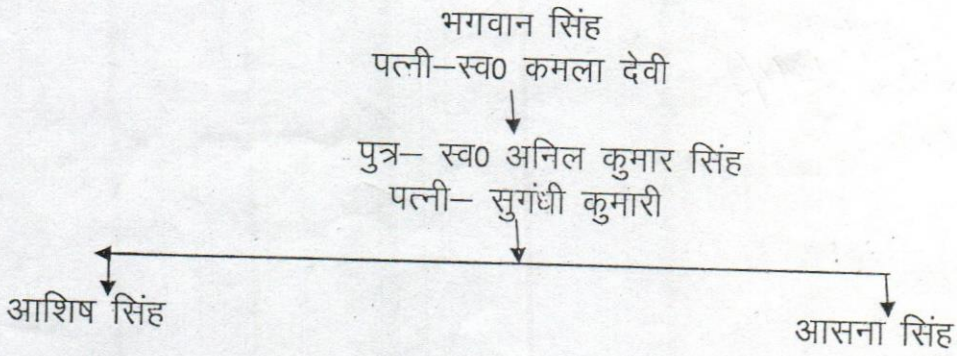 भगवान सिंह
पत्नी–स्व0 कमला देवी
पुत्र– स्व0 अनिल कुमार सिंह
पत्नी– सुगंधी कुमारी
आशिष सिंह
आसना सिंह